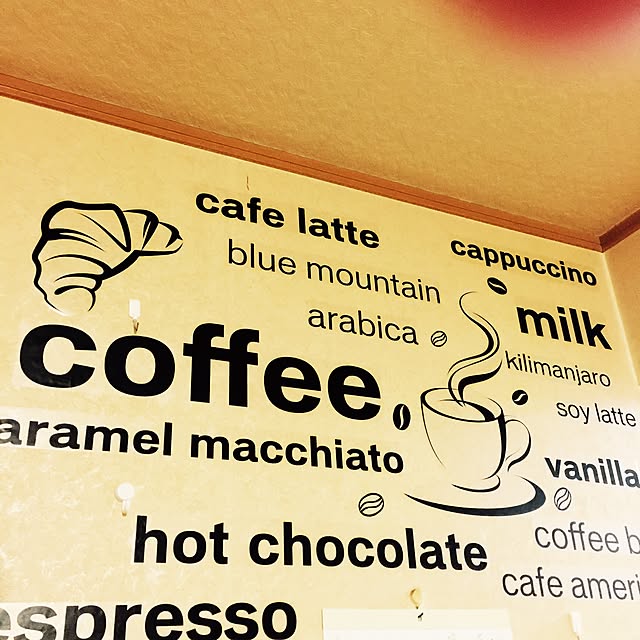 cafe latte
cappuccino
blue mountain
milk
arabica
kilimanjaro
coffee
soy latte
aramel macchiato
vanilla
coffee b
hot chocolate
cafe ameri
espresso